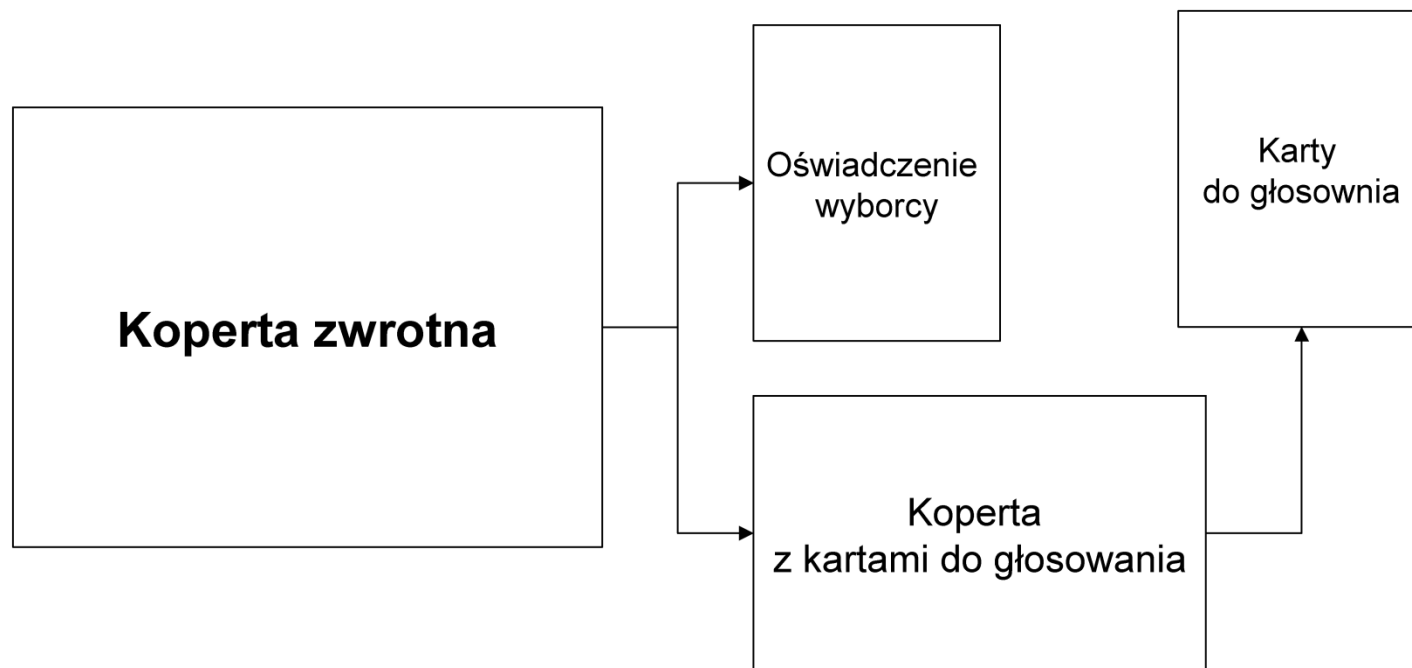 Koperta zwrotna
Oświadczenie
wyborcy
Karty
do głosownia
Koperta
z kartami do głosowania